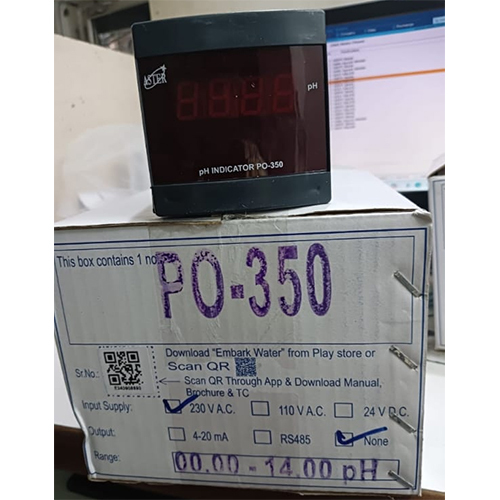 ASTER
pH
pH INDICATOR PO-350
This box contains 1 no
PO-350
Download "Embark Water" from Play store or
Scan QR
Sr.No.:
Scan QR Through App & Download Manual,
Brochure & TC
Input Supply: 230 V A.C. 110 V A.C. 24 V D.C.
Output: 4-20 mA RS485 None
Range: 00.00 - 14.00 pH